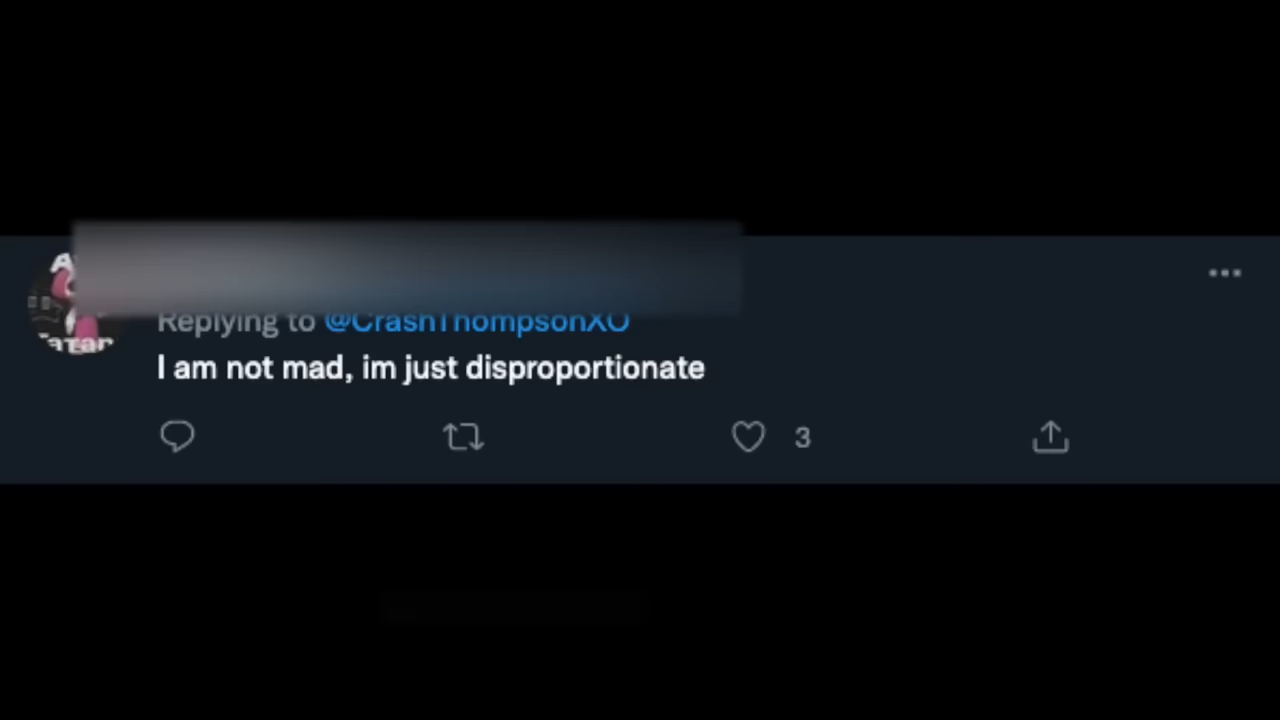 Replying to @CrashThompsonXO
I am not mad, im just disproportionate
3